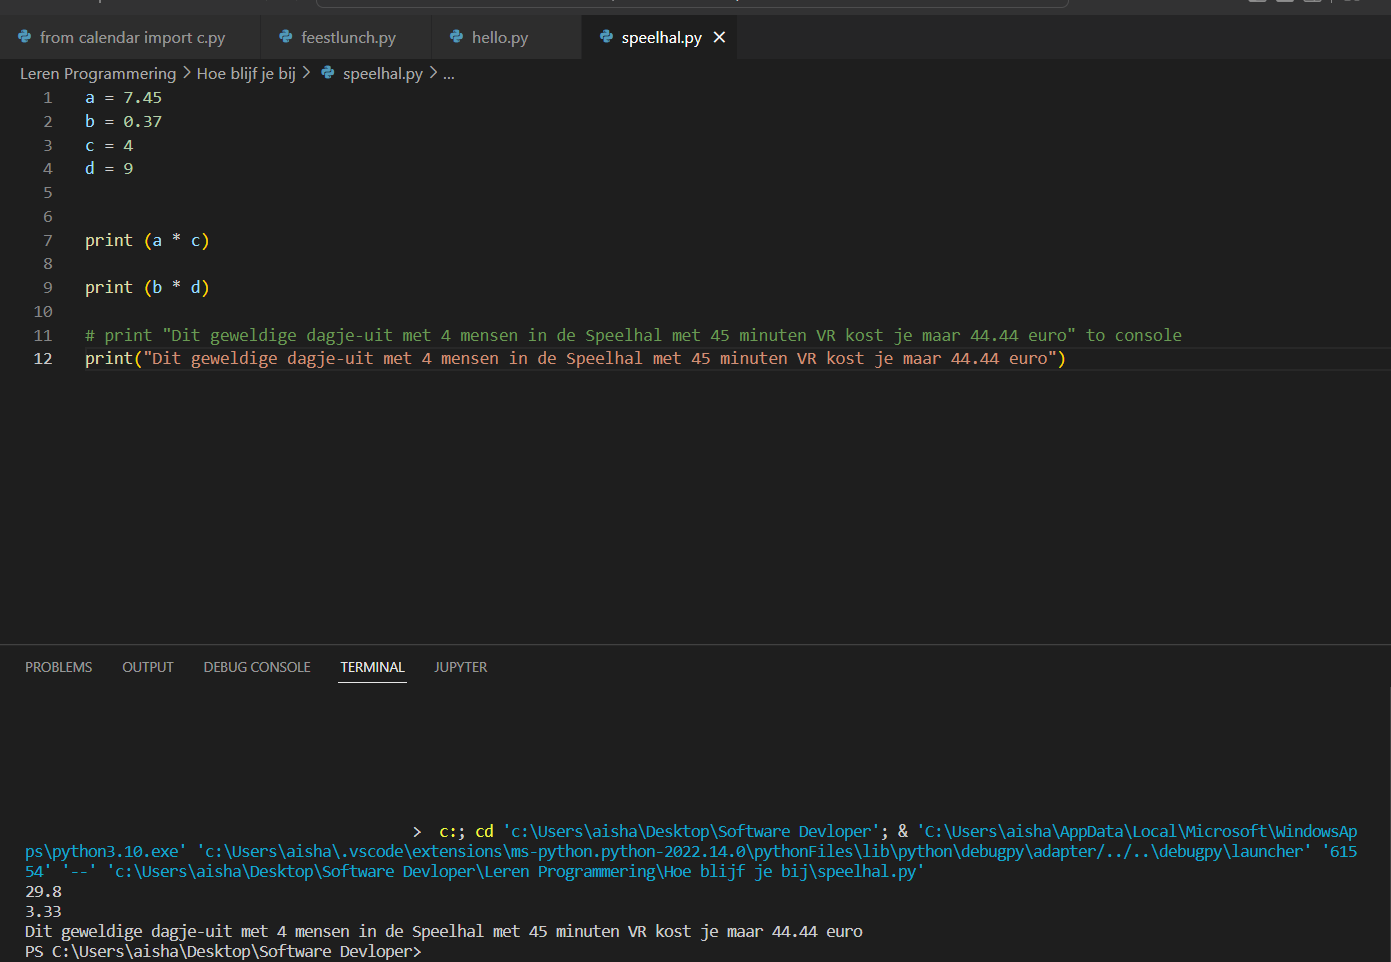 from calendar import c.py feestlunch.py hello.py speelhal.py
Leren Programmering > Hoe blijf je bij > speelhal.py > ...
1 a = 7.45
2 b = 0.37
3 c = 4
4 d = 9
5
6
7 print (a * c)
8
9 print (b * d)
10
11 # print "Dit geweldige dagje-uit met 4 mensen in de Speelhal met 45 minuten VR kost je maar 44.44 euro" to console
12 print("Dit geweldige dagje-uit met 4 mensen in de Speelhal met 45 minuten VR kost je maar 44.44 euro")
PROBLEMS OUTPUT DEBUG CONSOLE TERMINAL JUPYTER
> c:; cd 'c:\Users\aisha\Desktop\Software Devloper'; & 'C:\Users\aisha\AppData\Local\Microsoft\WindowsAp
ps\python3.10.exe' 'c:\Users\aisha\.vscode\extensions\ms-python.python-2022.14.0\pythonFiles\lib\python\debugpy\adapter/../..\debugpy\launcher' '615
54' '--' 'c:\Users\aisha\Desktop\Software Devloper\Leren Programmering\Hoe blijf je bij\speelhal.py'
29.8
3.33
Dit geweldige dagje-uit met 4 mensen in de Speelhal met 45 minuten VR kost je maar 44.44 euro
PS C:\Users\aisha\Desktop\Software Devloper>